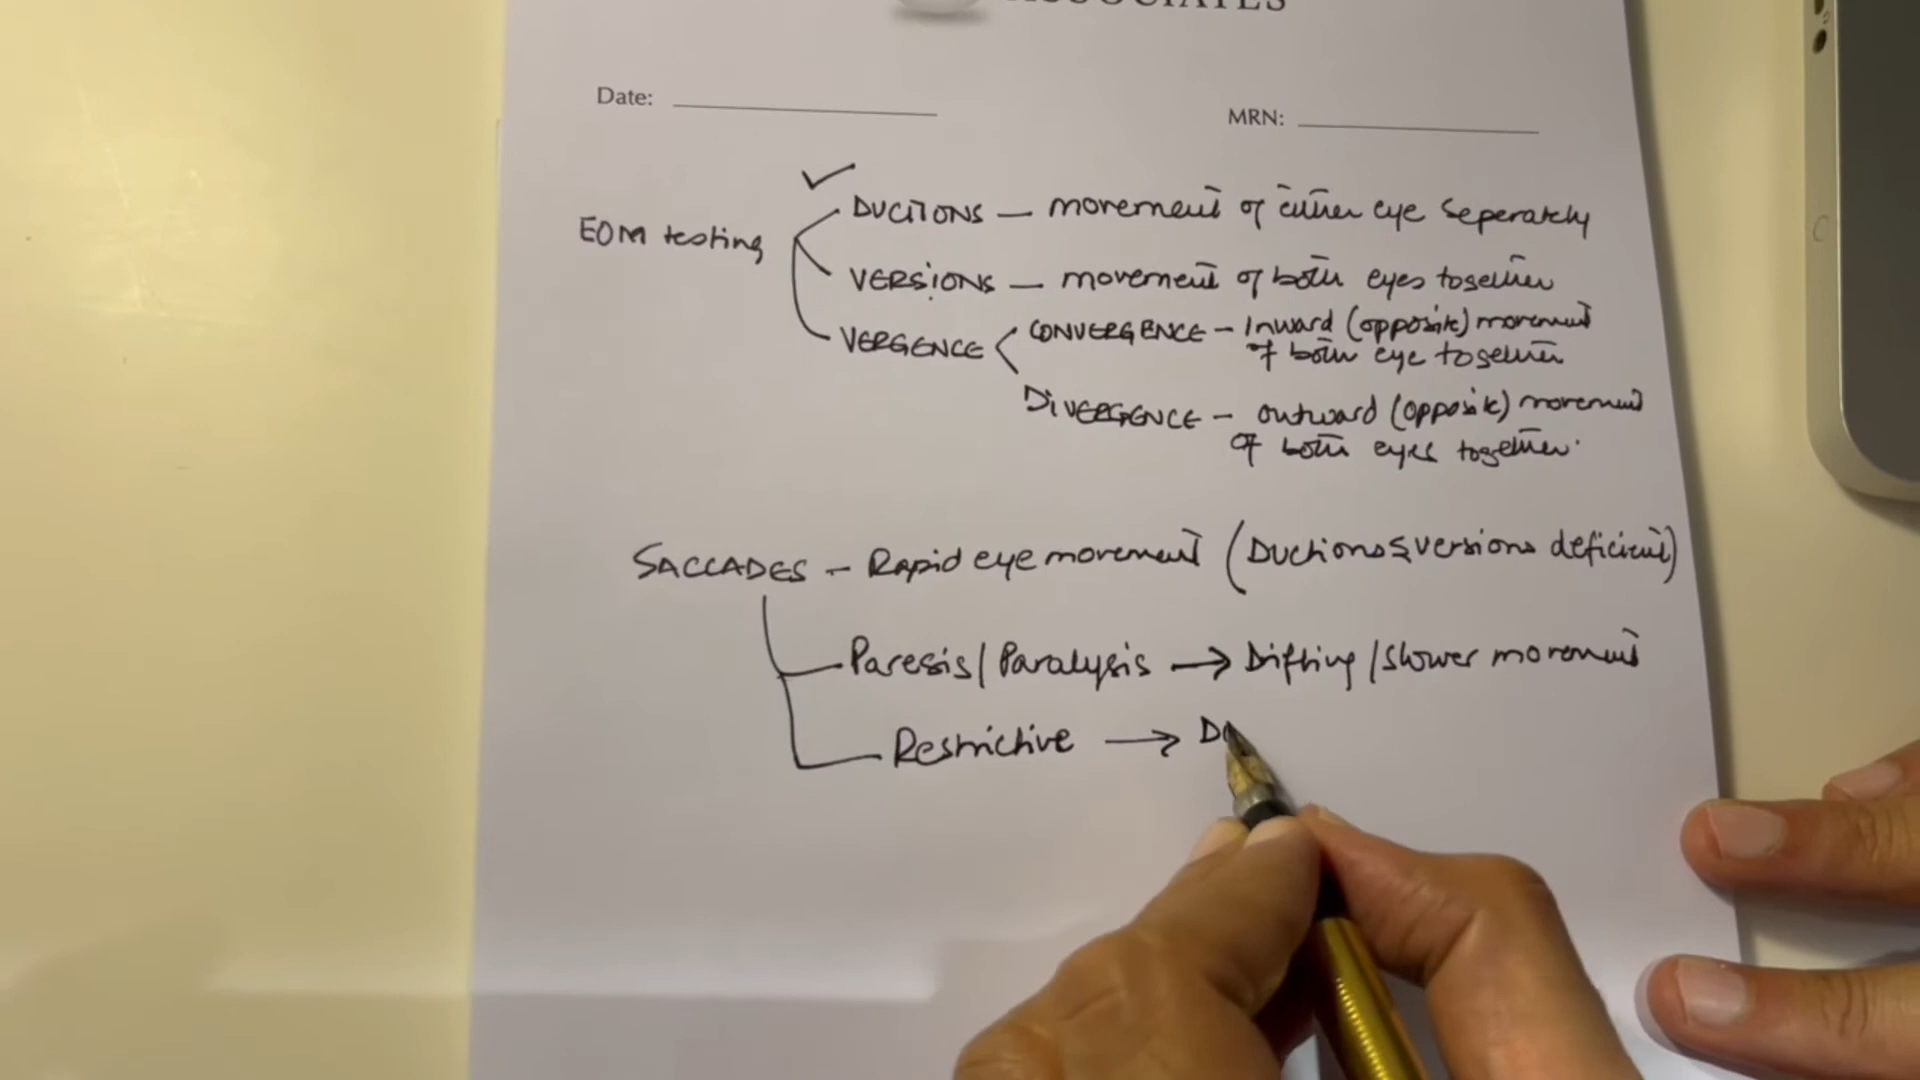 ASSOCIATES
Date:
MRN:
EOM testing
DUCTIONS — movement of either eye seperately
VERSIONS — movement of both eyes together
VERGENCE
CONVERGENCE – Inward (opposite) movement
of both eye together
DIVERGENCE – outward (opposite) movement
of both eyes together.
SACCADES – Rapid eye movement (Ductions & versions deficient)
Paresis/Paralysis → Difting/slower movement
Restrictive →